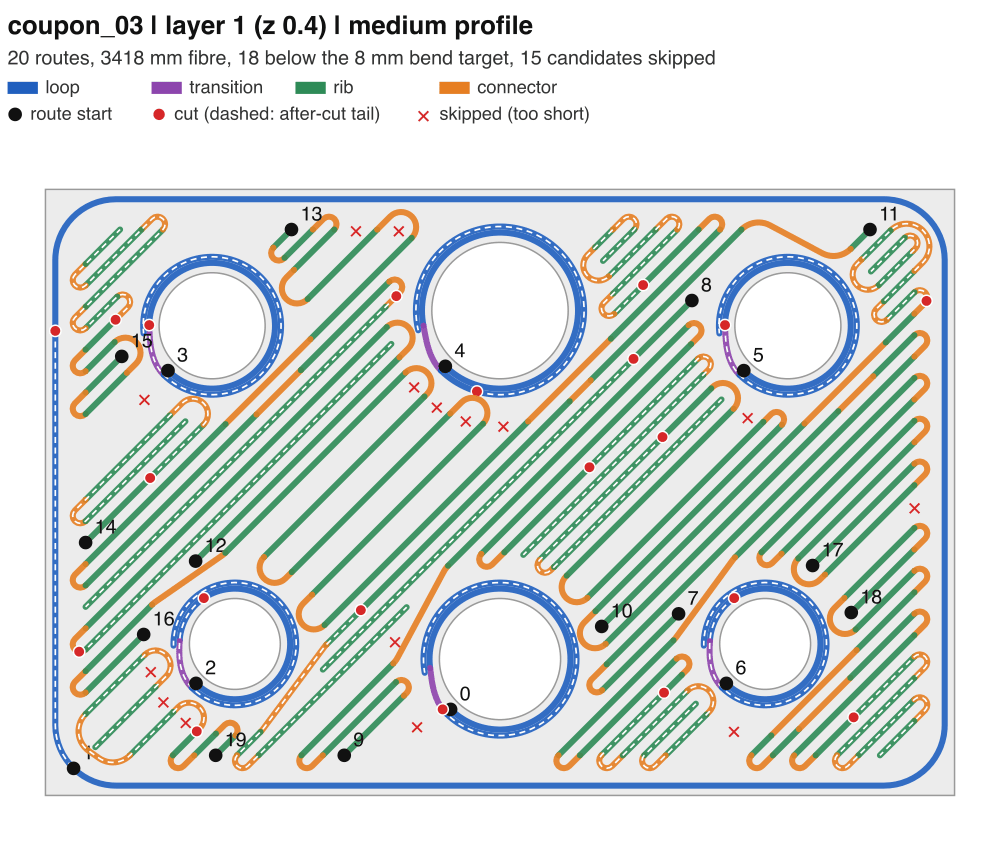 coupon_03 | layer 1 (z 0.4) | medium profile
20 routes, 3418 mm fibre, 18 below the 8 mm bend target, 15 candidates skipped
loop transition rib connector
route start cut (dashed: after-cut tail) skipped (too short)
13 11
8
15 3 4 5
14 12 17
16 10 7 18
2 6
0
19 9